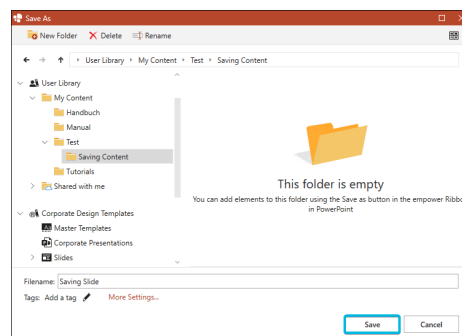 Save As
New Folder Delete Rename
User Library My Content Test Saving Content
User Library
My Content
Handbuch
Manual
Test
Saving Content
Tutorials
Shared with me
Corporate Design Templates
Master Templates
Corporate Presentations
Slides
This folder is empty
You can add elements to this folder using the Save as button in the empower Ribbo
in PowerPoint
Filename: Saving Slide
Tags: Add a tag More Settings...
Save Cancel